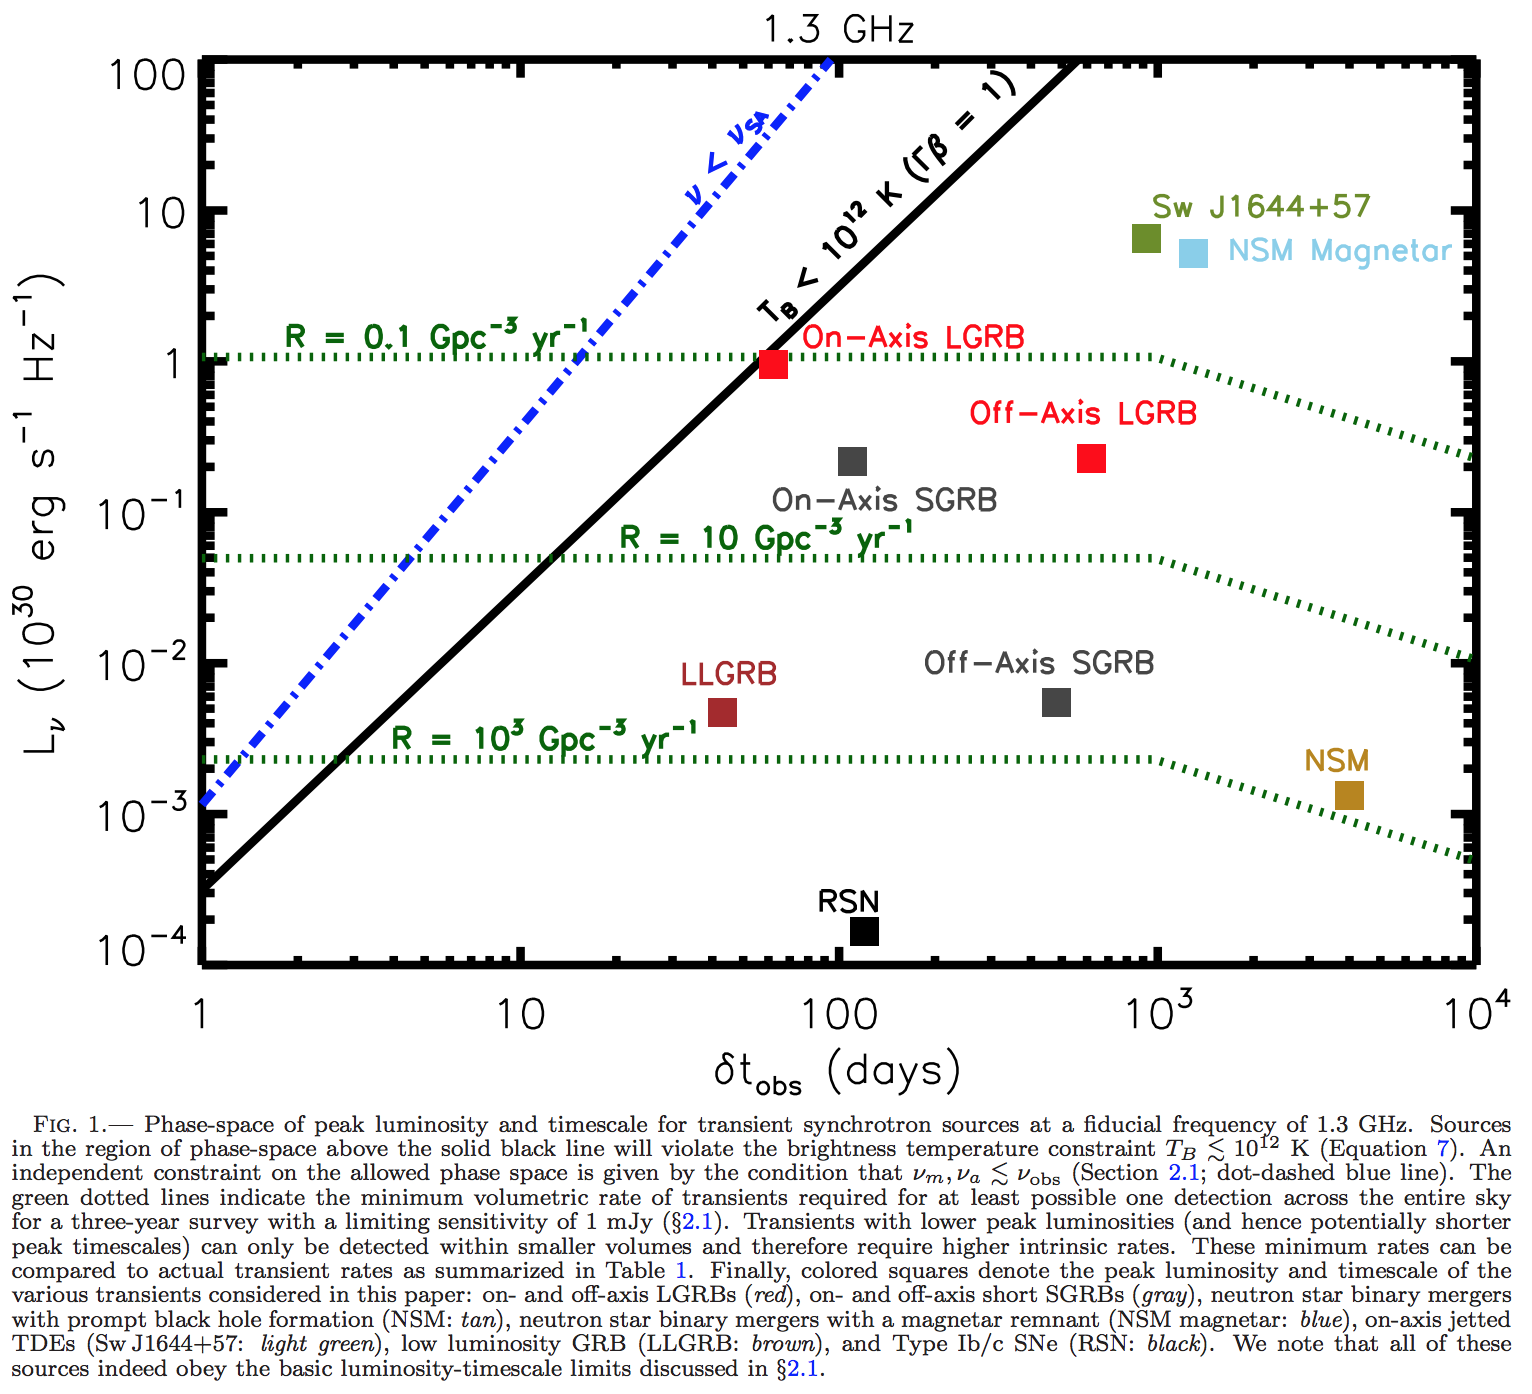 1.3 GHz
100
10
1
10⁻¹
10⁻²
10⁻³
10⁻⁴
L_ν (10³⁰ erg s⁻¹ Hz⁻¹)
ν < ν_SA
T_B < 10¹² K (Γβ = 1)
Sw J1644+57
NSM Magnetar
R = 0.1 Gpc⁻³ yr⁻¹
On-Axis LGRB
Off-Axis LGRB
On-Axis SGRB
R = 10 Gpc⁻³ yr⁻¹
Off-Axis SGRB
LLGRB
R = 10³ Gpc⁻³ yr⁻¹
NSM
RSN
1 10 100 10³ 10⁴
δt_obs (days)
FIG. 1.— Phase-space of peak luminosity and timescale for transient synchrotron sources at a fiducial frequency of 1.3 GHz. Sources
in the region of phase-space above the solid black line will violate the brightness temperature constraint T_B ≲ 10¹² K (Equation 7). An
independent constraint on the allowed phase space is given by the condition that ν_m, ν_a ≲ ν_obs (Section 2.1; dot-dashed blue line). The
green dotted lines indicate the minimum volumetric rate of transients required for at least possible one detection across the entire sky
for a three-year survey with a limiting sensitivity of 1 mJy (§2.1). Transients with lower peak luminosities (and hence potentially shorter
peak timescales) can only be detected within smaller volumes and therefore require higher intrinsic rates. These minimum rates can be
compared to actual transient rates as summarized in Table 1. Finally, colored squares denote the peak luminosity and timescale of the
various transients considered in this paper: on- and off-axis LGRBs (red), on- and off-axis short SGRBs (gray), neutron star binary mergers
with prompt black hole formation (NSM: tan), neutron star binary mergers with a magnetar remnant (NSM magnetar: blue), on-axis jetted
TDEs (Sw J1644+57: light green), low luminosity GRB (LLGRB: brown), and Type Ib/c SNe (RSN: black). We note that all of these
sources indeed obey the basic luminosity-timescale limits discussed in §2.1.